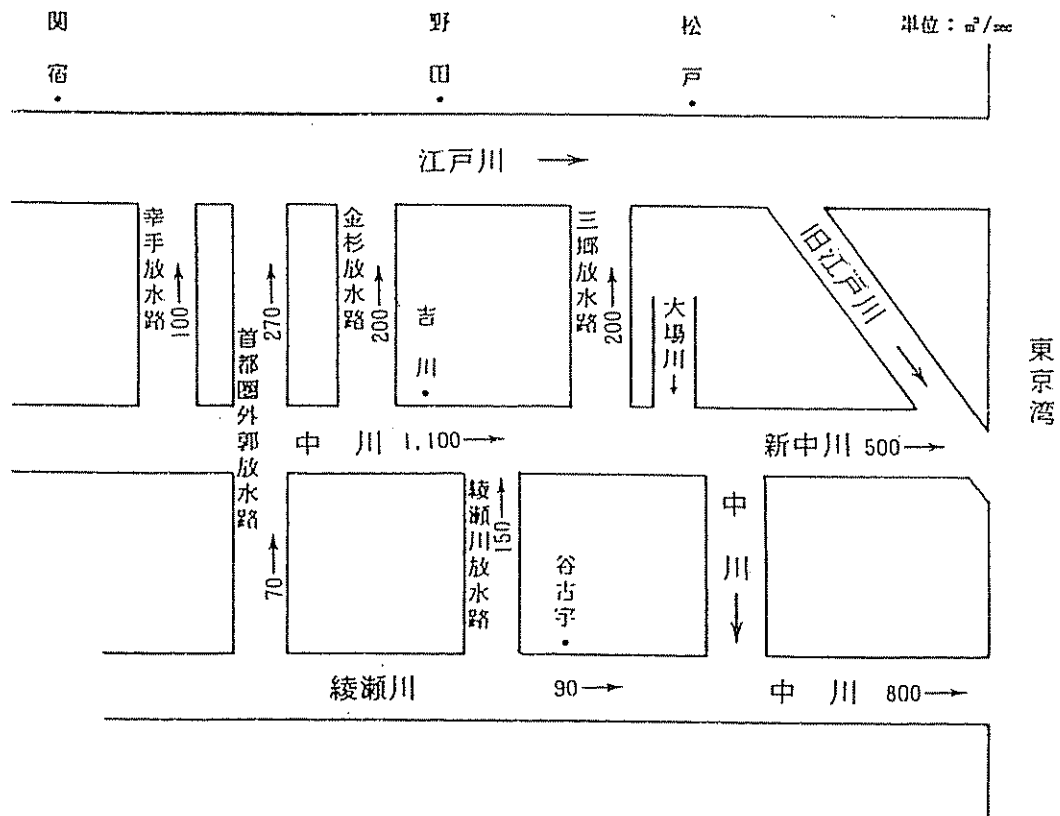 関宿
野田
松戸
単位：m³/sec
江戸川 →
幸手放水路
100→
首都圏外郭放水路
270→
金杉放水路
200→
吉川
三郷放水路
200→
大場川→
旧江戸川→
東京湾
中川 1,100→
新中川 500→
70→
綾瀬川放水路
150→
谷古宇
中川→
綾瀬川 90→
中川 800→